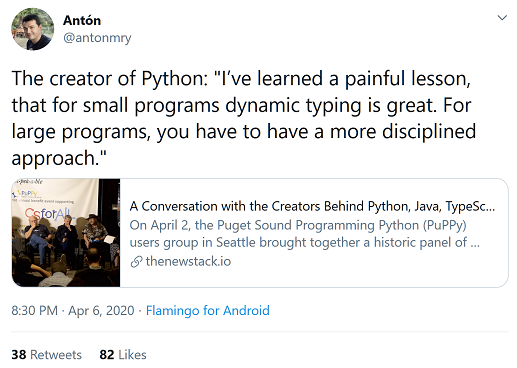 Antón
@antonmry
The creator of Python: "I've learned a painful lesson,
that for small programs dynamic typing is great. For
large programs, you have to have a more disciplined
approach."
PuPPy
CsforAll
A Conversation with the Creators Behind Python, Java, TypeSc...
On April 2, the Puget Sound Programming Python (PuPPy)
users group in Seattle brought together a historic panel of ...
thenewstack.io
8:30 PM · Apr 6, 2020 · Flamingo for Android
38 Retweets 82 Likes